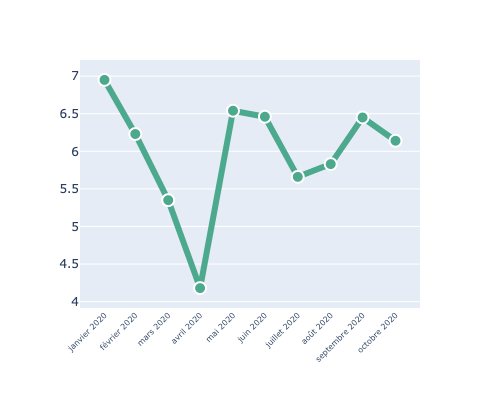 7
6.5
6
5.5
5
4.5
4
janvier 2020
février 2020
mars 2020
avril 2020
mai 2020
juin 2020
juillet 2020
août 2020
septembre 2020
octobre 2020